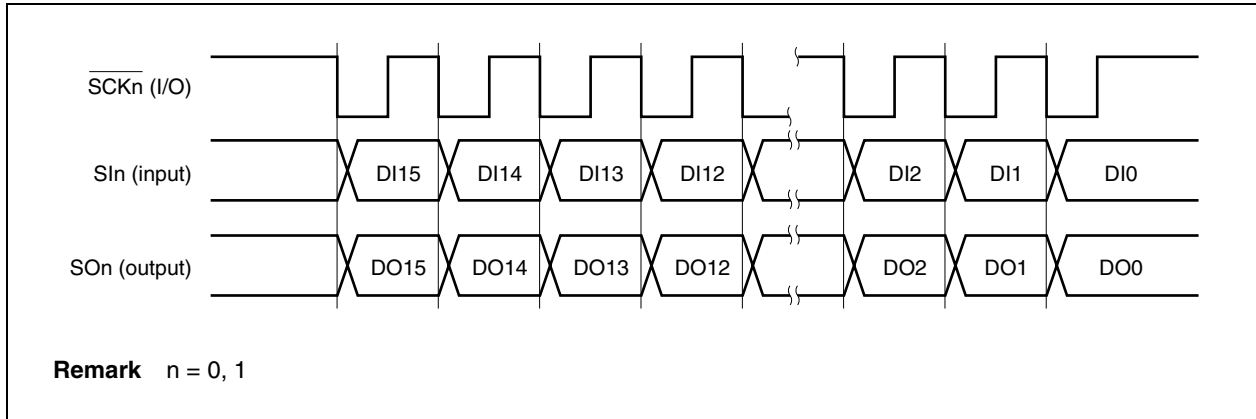 SCKn (I/O)
SIn (input) DI15 DI14 DI13 DI12 DI2 DI1 DI0
SOn (output) DO15 DO14 DO13 DO12 DO2 DO1 DO0
Remark n = 0, 1